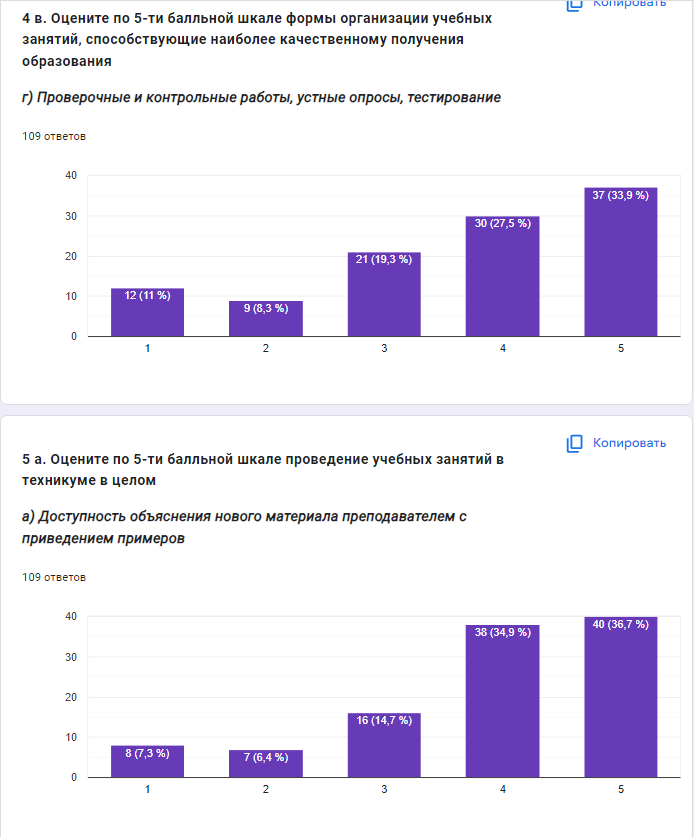 Копировать
4 в. Оцените по 5-ти балльной шкале формы организации учебных
занятий, способствующие наиболее качественному получения
образования
г) Проверочные и контрольные работы, устные опросы, тестирование
109 ответов
40
30
20
10
0
12 (11 %)
9 (8,3 %)
21 (19,3 %)
30 (27,5 %)
37 (33,9 %)
1 2 3 4 5
Копировать
5 а. Оцените по 5-ти балльной шкале проведение учебных занятий в
техникуме в целом
а) Доступность объяснения нового материала преподавателем с
приведением примеров
109 ответов
40
30
20
10
0
8 (7,3 %)
7 (6,4 %)
16 (14,7 %)
38 (34,9 %)
40 (36,7 %)
1 2 3 4 5